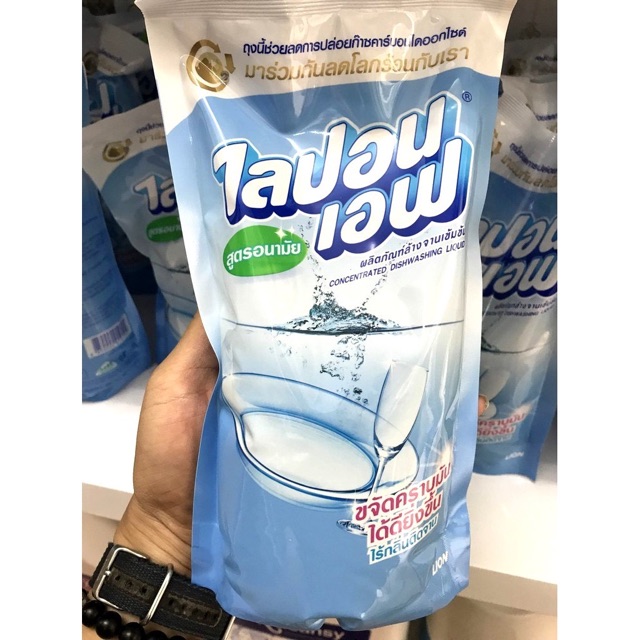 ถุงนี้ช่วยลดการปล่อยก๊าซคาร์บอนไดออกไซด์
มาร่วมกันลดโลกร้อนกับเรา
ไลปอน
เอฟ
®
สูตรอนามัย
ผลิตภัณฑ์ล้างจานเข้มข้น
CONCENTRATED DISHWASHING LIQUID
ขจัดคราบมัน
ได้ดียิ่งขึ้น
ไร้กลิ่นติดจาน
LION